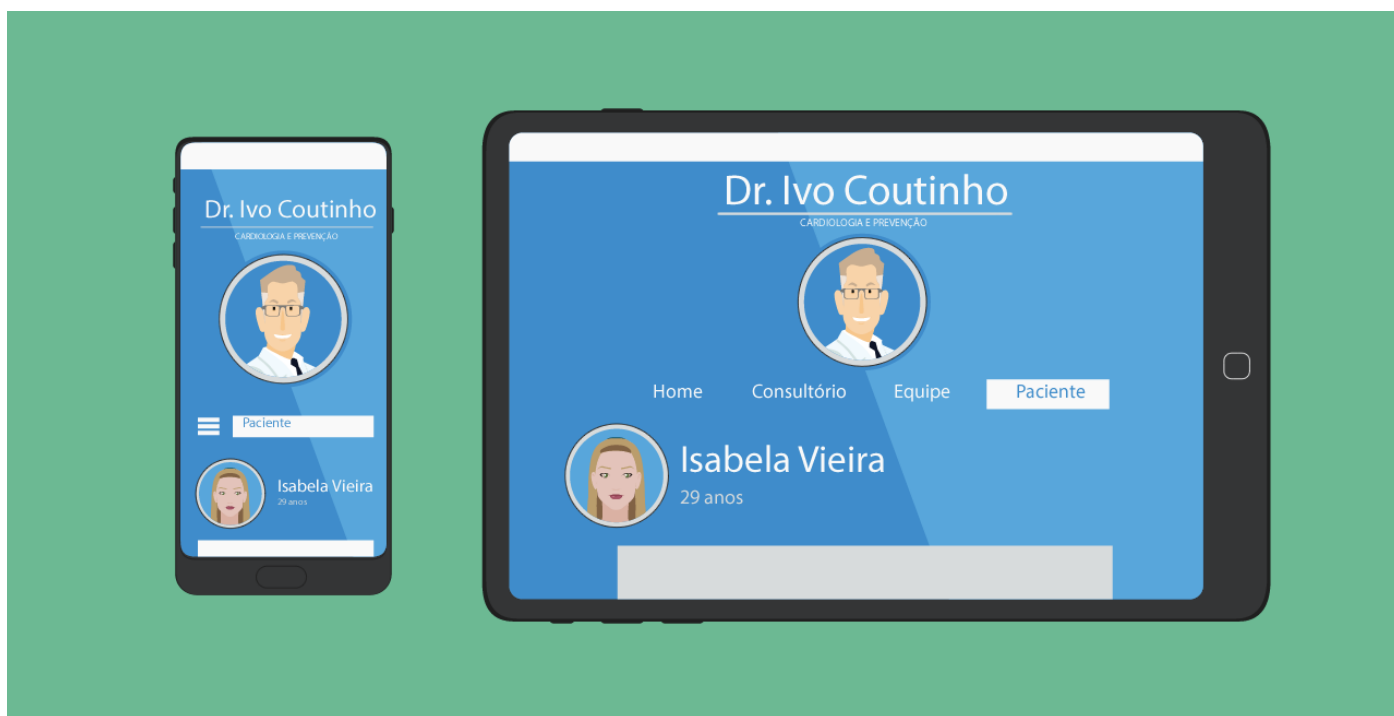 Dr. Ivo Coutinho
CARDIOLOGIA E PREVENÇÃO
Paciente
Isabela Vieira
29 anos
Dr. Ivo Coutinho
CARDIOLOGIA E PREVENÇÃO
Home Consultório Equipe Paciente
Isabela Vieira
29 anos